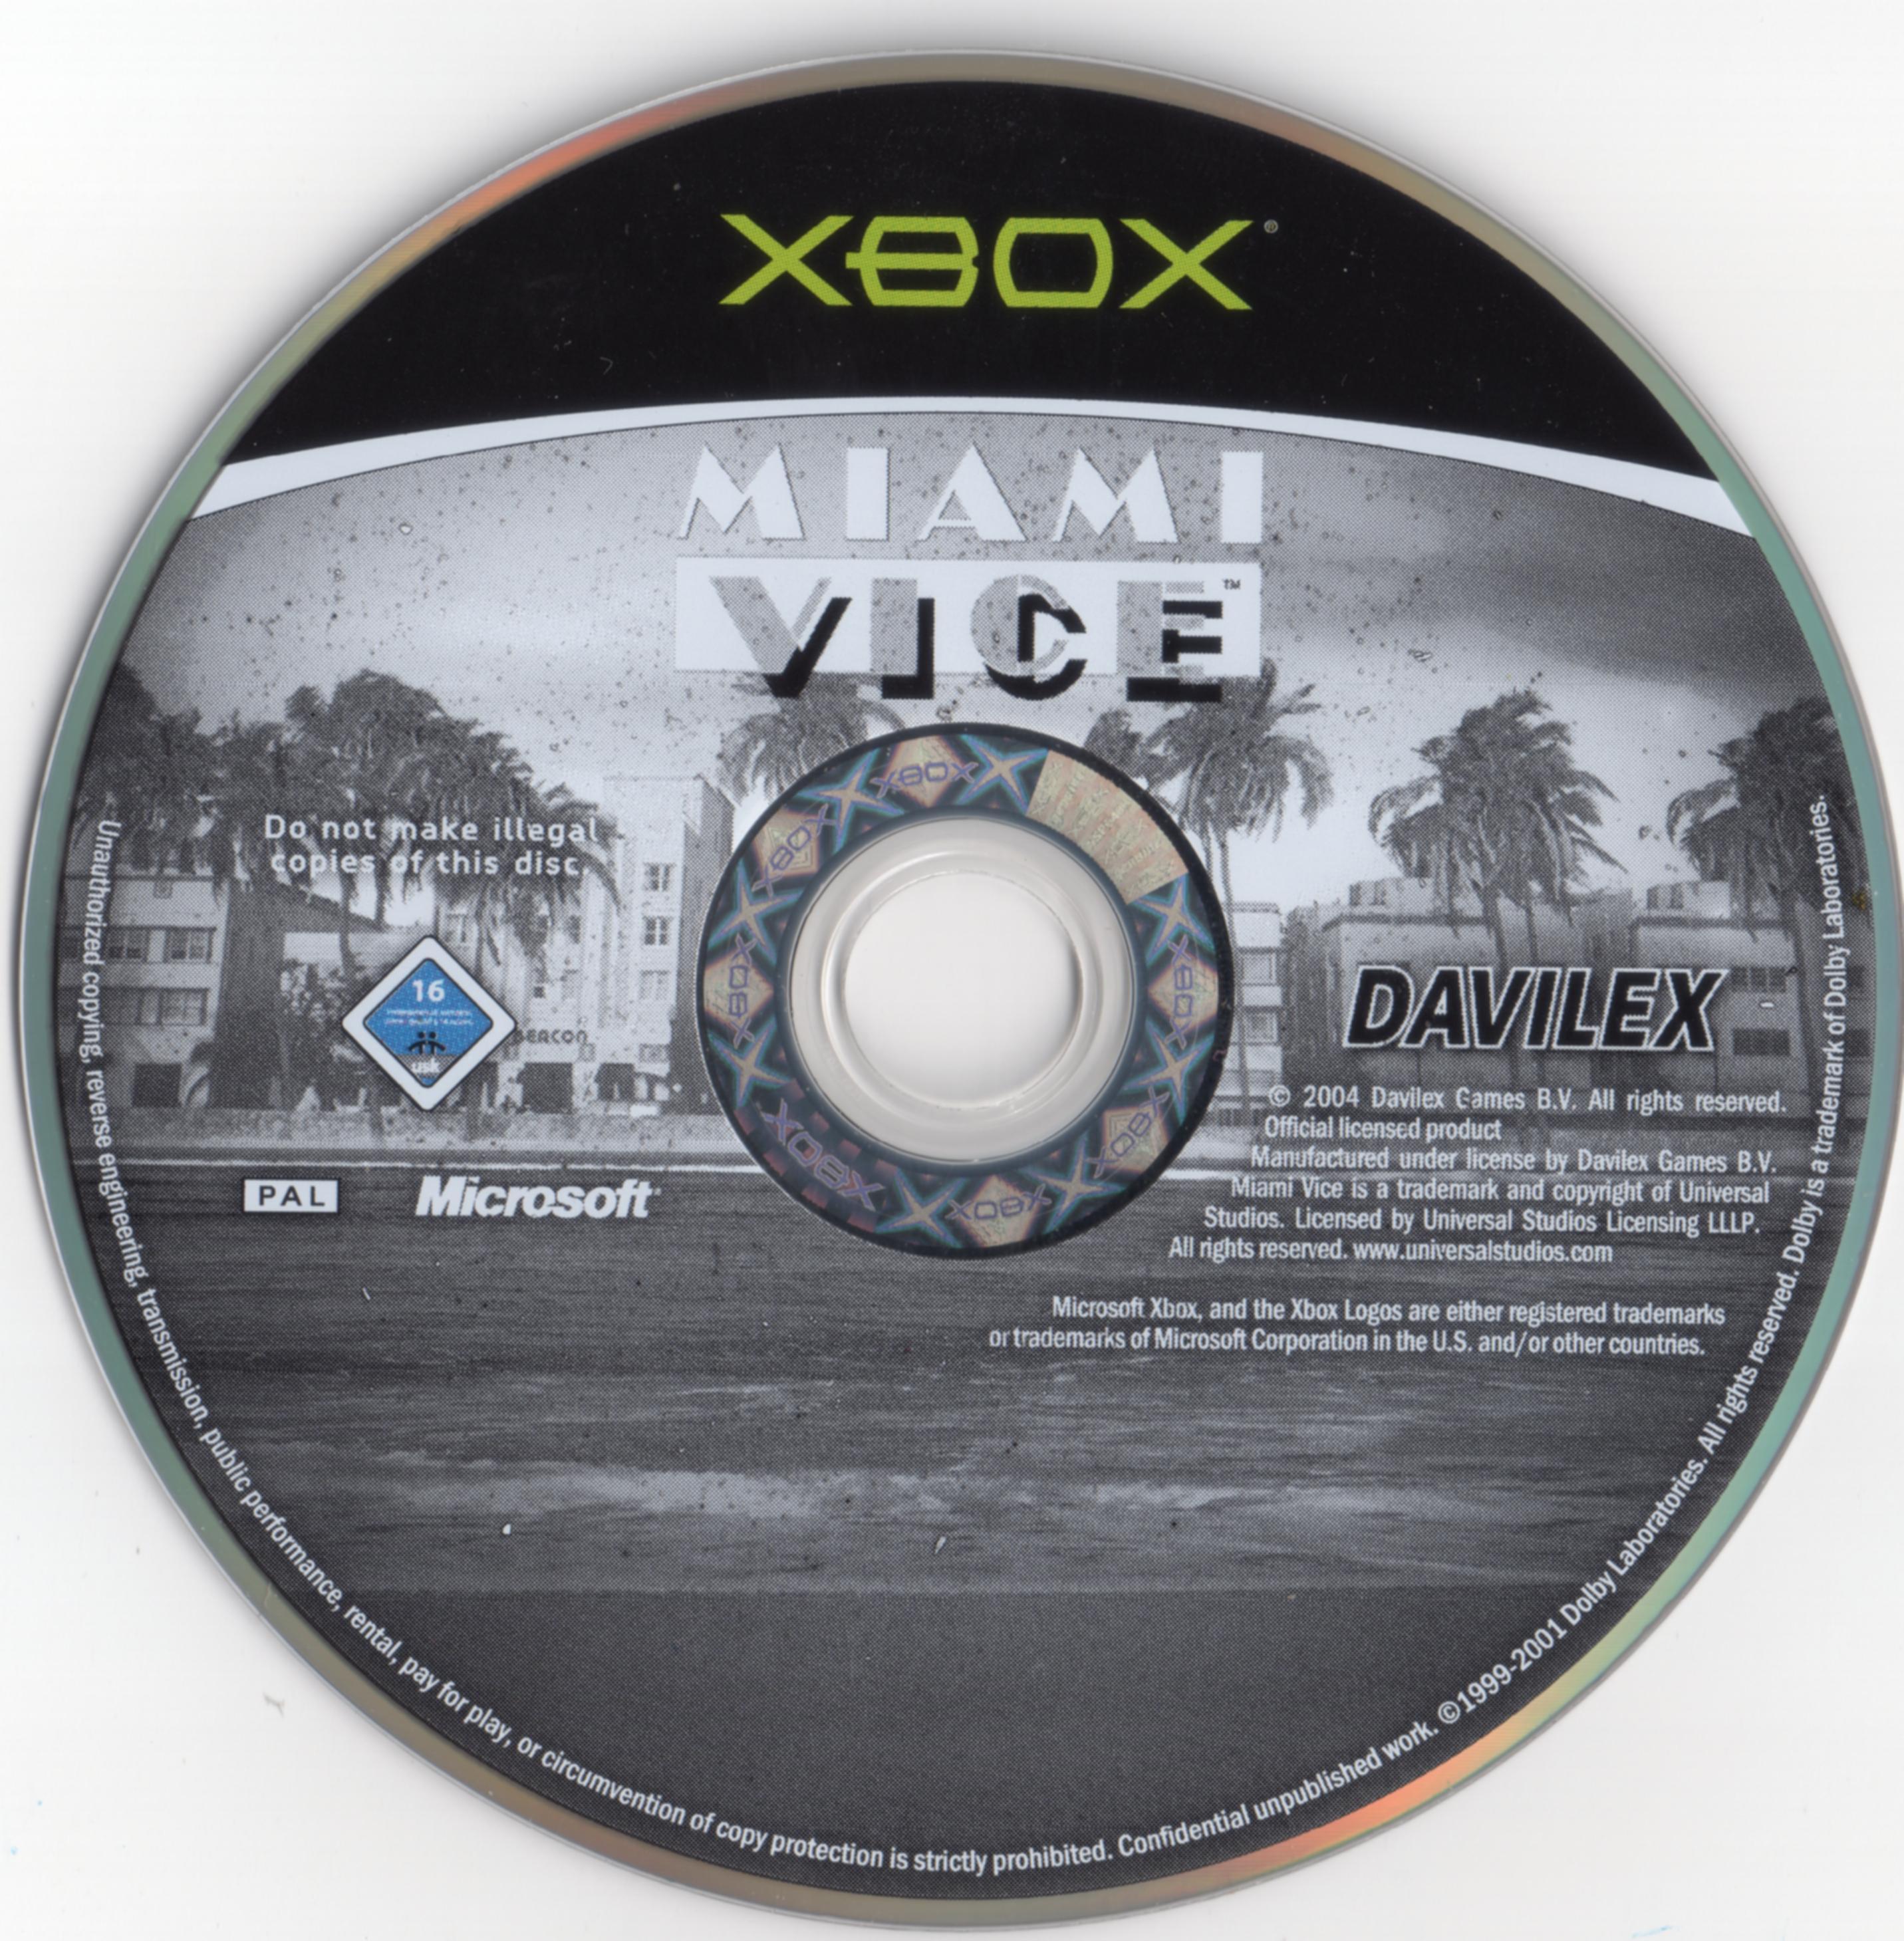 XBOX®
MIAMI
VICE™
Do not make illegal
copies of this disc.
16
usk
BEACON
PAL
Microsoft®
XBOX
XBOX
XBOX
XBOX
XBOX
XBOX
XBOX
DAVILEX
© 2004 Davilex Games B.V. All rights reserved.
Official licensed product
Manufactured under license by Davilex Games B.V.
Miami Vice is a trademark and copyright of Universal
Studios. Licensed by Universal Studios Licensing LLLP.
All rights reserved. www.universalstudios.com
Microsoft Xbox, and the Xbox Logos are either registered trademarks
or trademarks of Microsoft Corporation in the U.S. and/or other countries.
Unauthorized copying, reverse engineering, transmission, public performance, rental, pay for play, or circumvention of copy protection is strictly prohibited. Confidential unpublished work. ©1999-2001 Dolby Laboratories. All rights reserved. Dolby is a trademark of Dolby Laboratories.